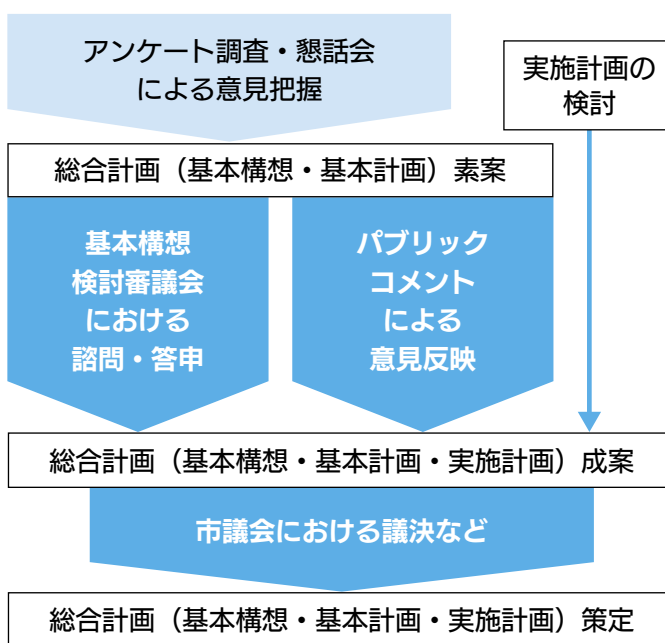 アンケート調査・懇話会
による意見把握
実施計画の
検討
総合計画（基本構想・基本計画）素案
基本構想
検討審議会
における
諮問・答申
パブリック
コメント
による
意見反映
総合計画（基本構想・基本計画・実施計画）成案
市議会における議決など
総合計画（基本構想・基本計画・実施計画）策定